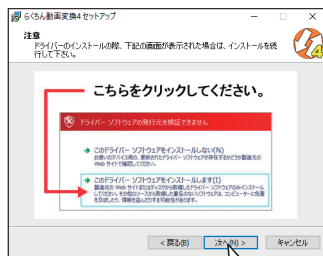 らくちん動画変換4 セットアップ
注意
ドライバーのインストールの際、下記の画面が表示された場合は、インストールを続
行して下さい。
こちらをクリックしてください。
ドライバー ソフトウェアの発行元を検証できません
このドライバー ソフトウェアをインストールしない(N)
お使いのデバイス用の、更新されたドライバー ソフトウェアが存在するかどうか製造元の
Web サイトで確認してください。
このドライバー ソフトウェアをインストールします(I)
製造元の Web サイトまたはディスクから取得したドライバー ソフトウェアのみインストール
してください。その他のソースから取得した署名のないソフトウェアは、コンピューターに危害
を及ぼしたり、情報を盗んだりする可能性があります。
< 戻る(B)
次へ(N) >
キャンセル